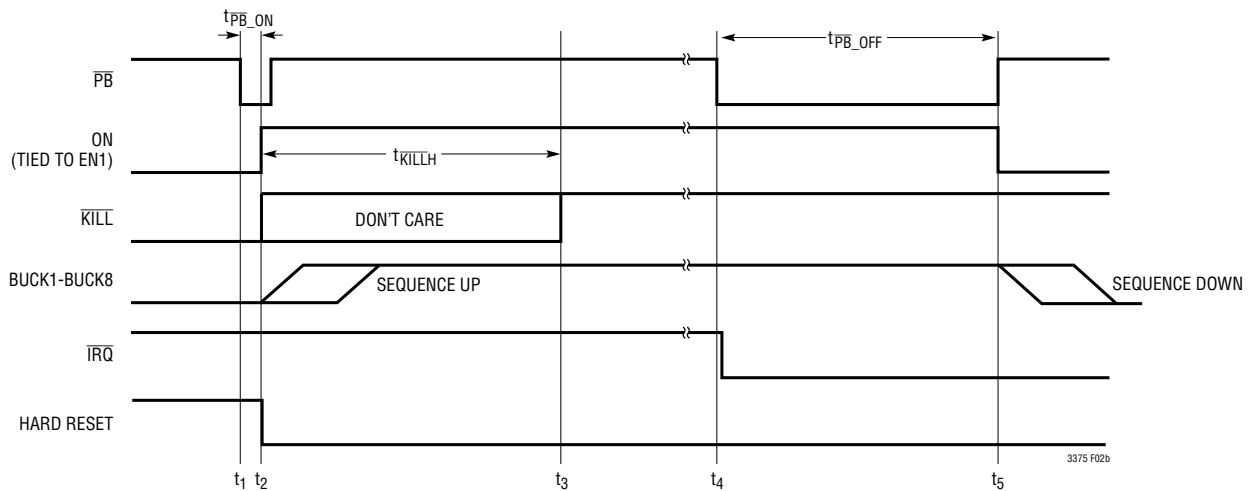 tPB_ON
tPB_OFF
PB
ON
(TIED TO EN1)
tKILLH
KILL
DON'T CARE
BUCK1-BUCK8
SEQUENCE UP
SEQUENCE DOWN
IRQ
HARD RESET
3375 F02b
t1 t2 t3 t4 t5